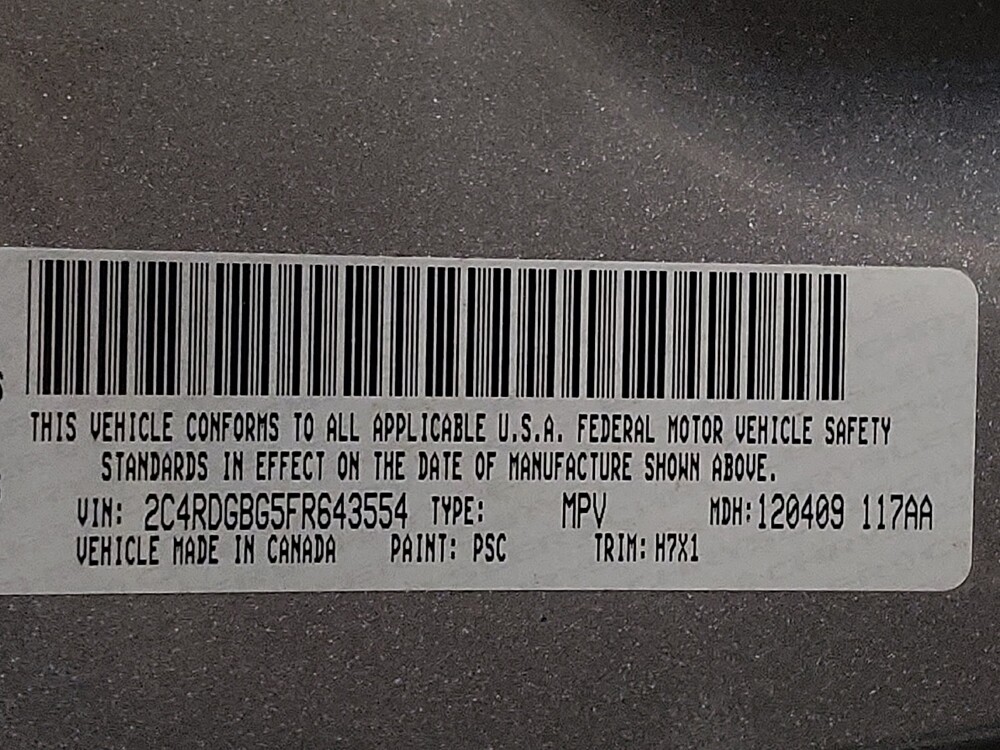 THIS VEHICLE CONFORMS TO ALL APPLICABLE U.S.A. FEDERAL MOTOR VEHICLE SAFETY
STANDARDS IN EFFECT ON THE DATE OF MANUFACTURE SHOWN ABOVE.
VIN: 2C4RDGBG5FR643554 TYPE: MPV MDH:120409 117AA
VEHICLE MADE IN CANADA PAINT: PSC TRIM: H7X1